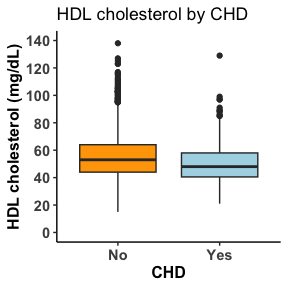 HDL cholesterol by CHD
HDL cholesterol (mg/dL)
140
120
100
80
60
40
20
0
No
Yes
CHD